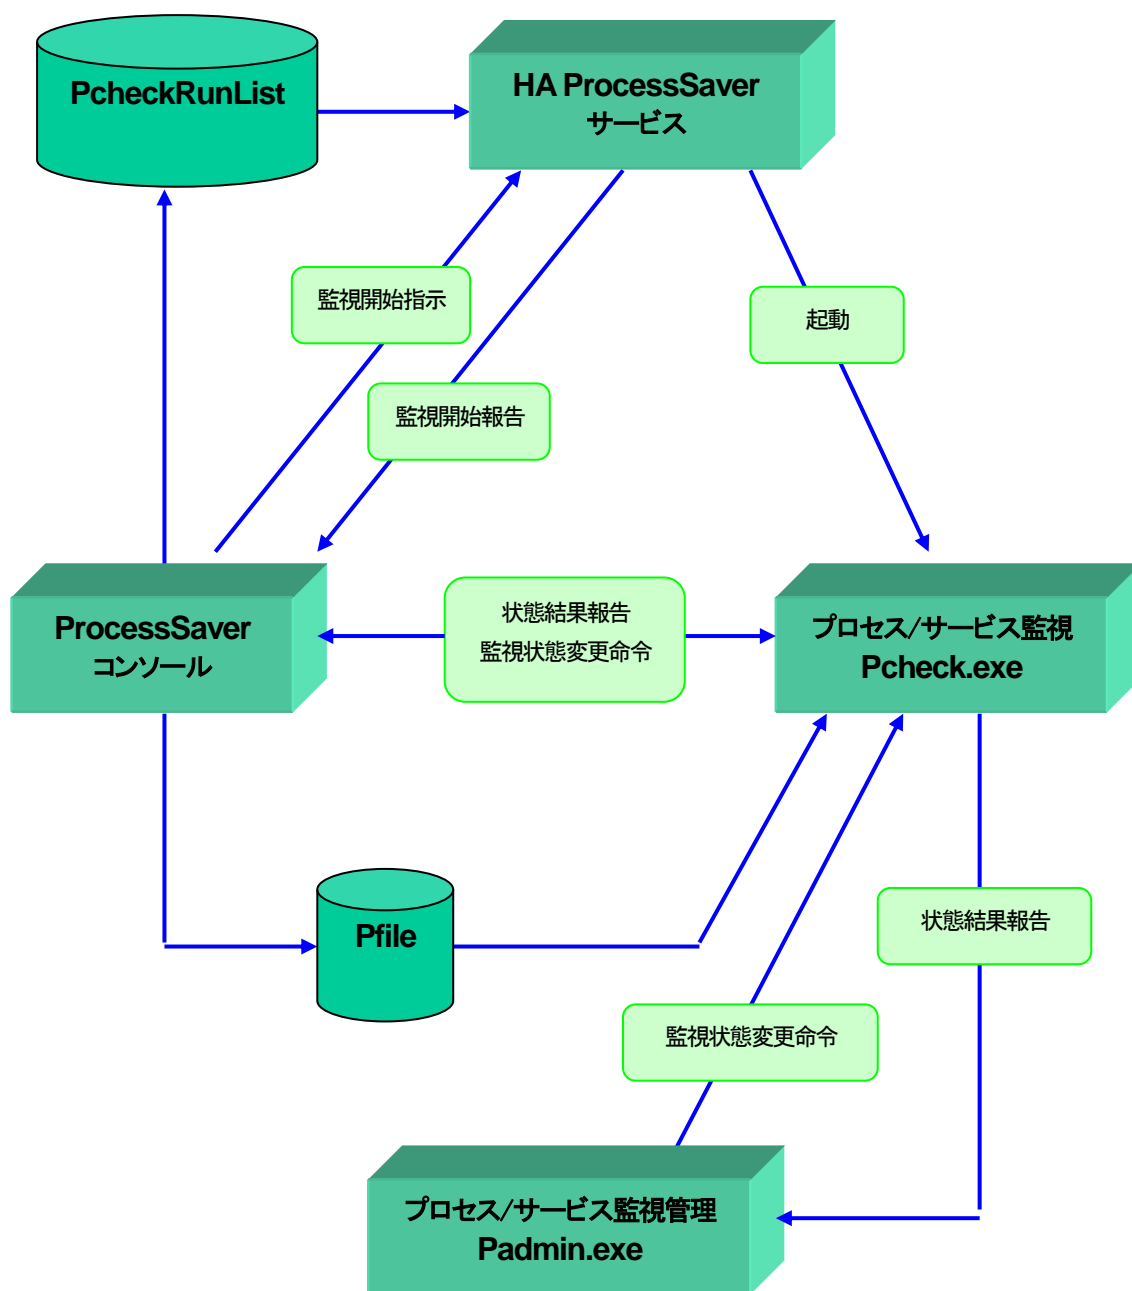 PcheckRunList
HA ProcessSaver
サービス
監視開始指示
起動
監視開始報告
ProcessSaver
コンソール
状態結果報告
監視状態変更命令
プロセス/サービス監視
Pcheck.exe
Pfile
状態結果報告
監視状態変更命令
プロセス/サービス監視管理
Padmin.exe